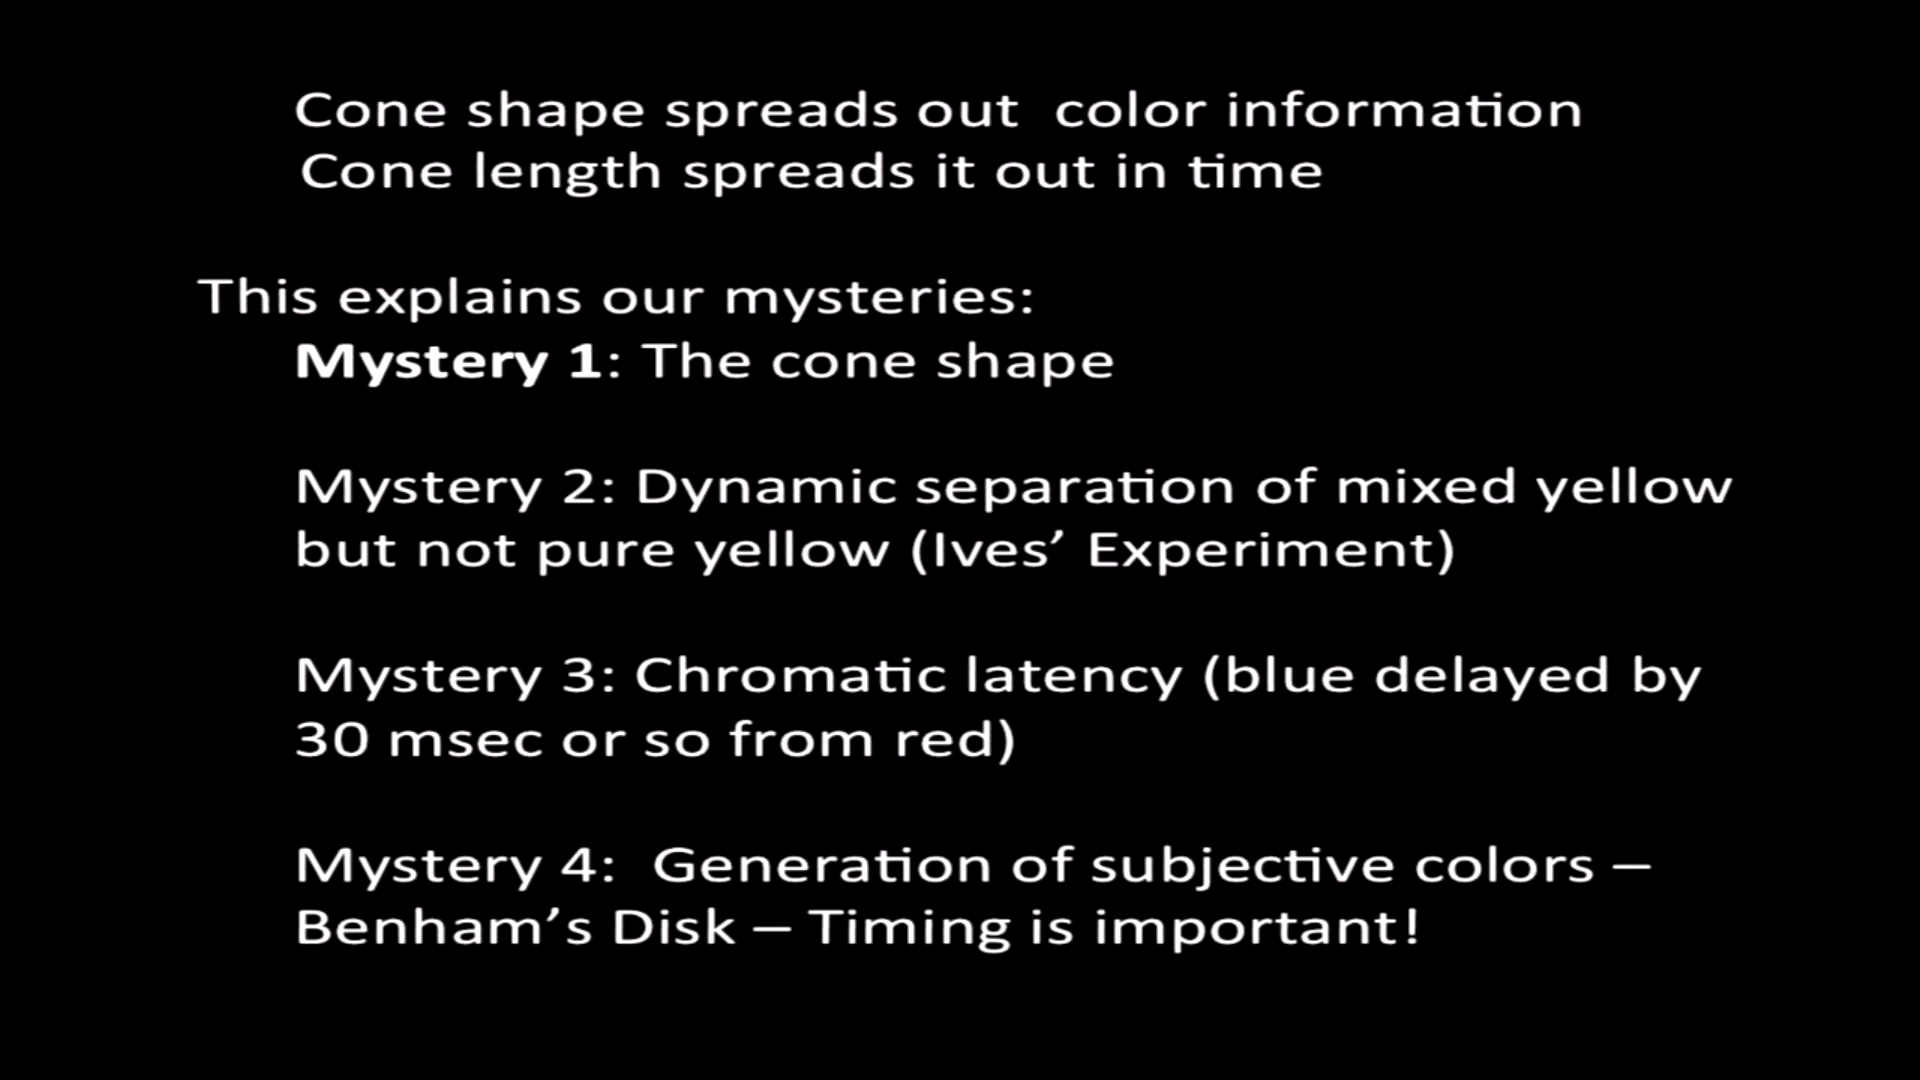 Cone shape spreads out  color information
Cone length spreads it out in time
This explains our mysteries:
Mystery 1: The cone shape
Mystery 2: Dynamic separation of mixed yellow
but not pure yellow (Ives’ Experiment)
Mystery 3: Chromatic latency (blue delayed by
30 msec or so from red)
Mystery 4:  Generation of subjective colors –
Benham’s Disk – Timing is important!